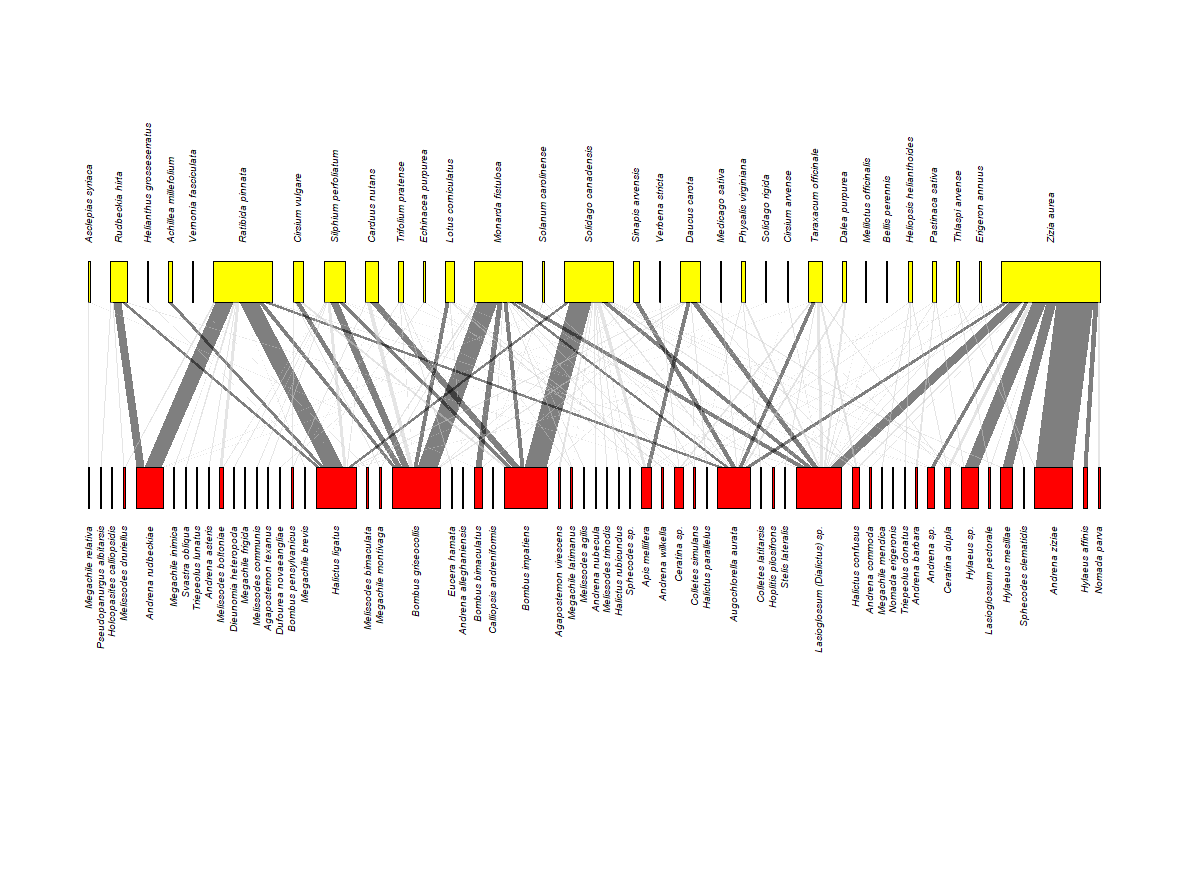 Asclepias syriaca
Rudbeckia hirta
Helianthus grosseserratus
Achillea millefolium
Vernonia fasciculata
Ratibida pinnata
Cirsium vulgare
Silphium perfoliatum
Carduus nutans
Trifolium pratense
Echinacea purpurea
Lotus corniculatus
Monarda fistulosa
Solanum carolinense
Solidago canadensis
Sinapis arvensis
Verbena stricta
Daucus carota
Medicago sativa
Physalis virginiana
Solidago rigida
Cirsium arvense
Taraxacum officinale
Dalea purpurea
Melilotus officinalis
Bellis perennis
Heliopsis helianthoides
Pastinaca sativa
Thlaspi arvense
Erigeron annuus
Zizia aurea
Megachile relativa
Pseudopanurgus albitarsis
Holcopasites calliopsidis
Melissodes druriellus
Andrena rudbeckiae
Megachile inimica
Svastra obliqua
Triepeolus lunatus
Andrena asteris
Melissodes boltoniae
Dieunomia heteropoda
Megachile frigida
Melissodes communis
Agapostemon texanus
Dufourea novaeangliae
Bombus pensylvanicus
Megachile brevis
Halictus ligatus
Melissodes bimaculata
Megachile montivaga
Bombus griseocollis
Eucera hamata
Andrena alleghaniensis
Bombus bimaculatus
Calliopsis andreniformis
Bombus impatiens
Agapostemon virescens
Megachile latimanus
Melissodes agilis
Andrena nubecula
Melissodes trinodis
Halictus rubicundus
Sphecodes sp.
Apis mellifera
Andrena wilkella
Ceratina sp.
Colletes simulans
Halictus parallelus
Augochlorella aurata
Colletes latitarsis
Hoplitis pilosifrons
Stelis lateralis
Lasioglossum (Dialictus) sp.
Halictus confusus
Andrena commoda
Megachile mendica
Nomada erigeronis
Triepeolus donatus
Andrena barbara
Andrena sp.
Ceratina dupla
Hylaeus sp.
Lasioglossum pectorale
Hylaeus mesillae
Sphecodes clematidis
Andrena ziziae
Hylaeus affinis
Nomada parva